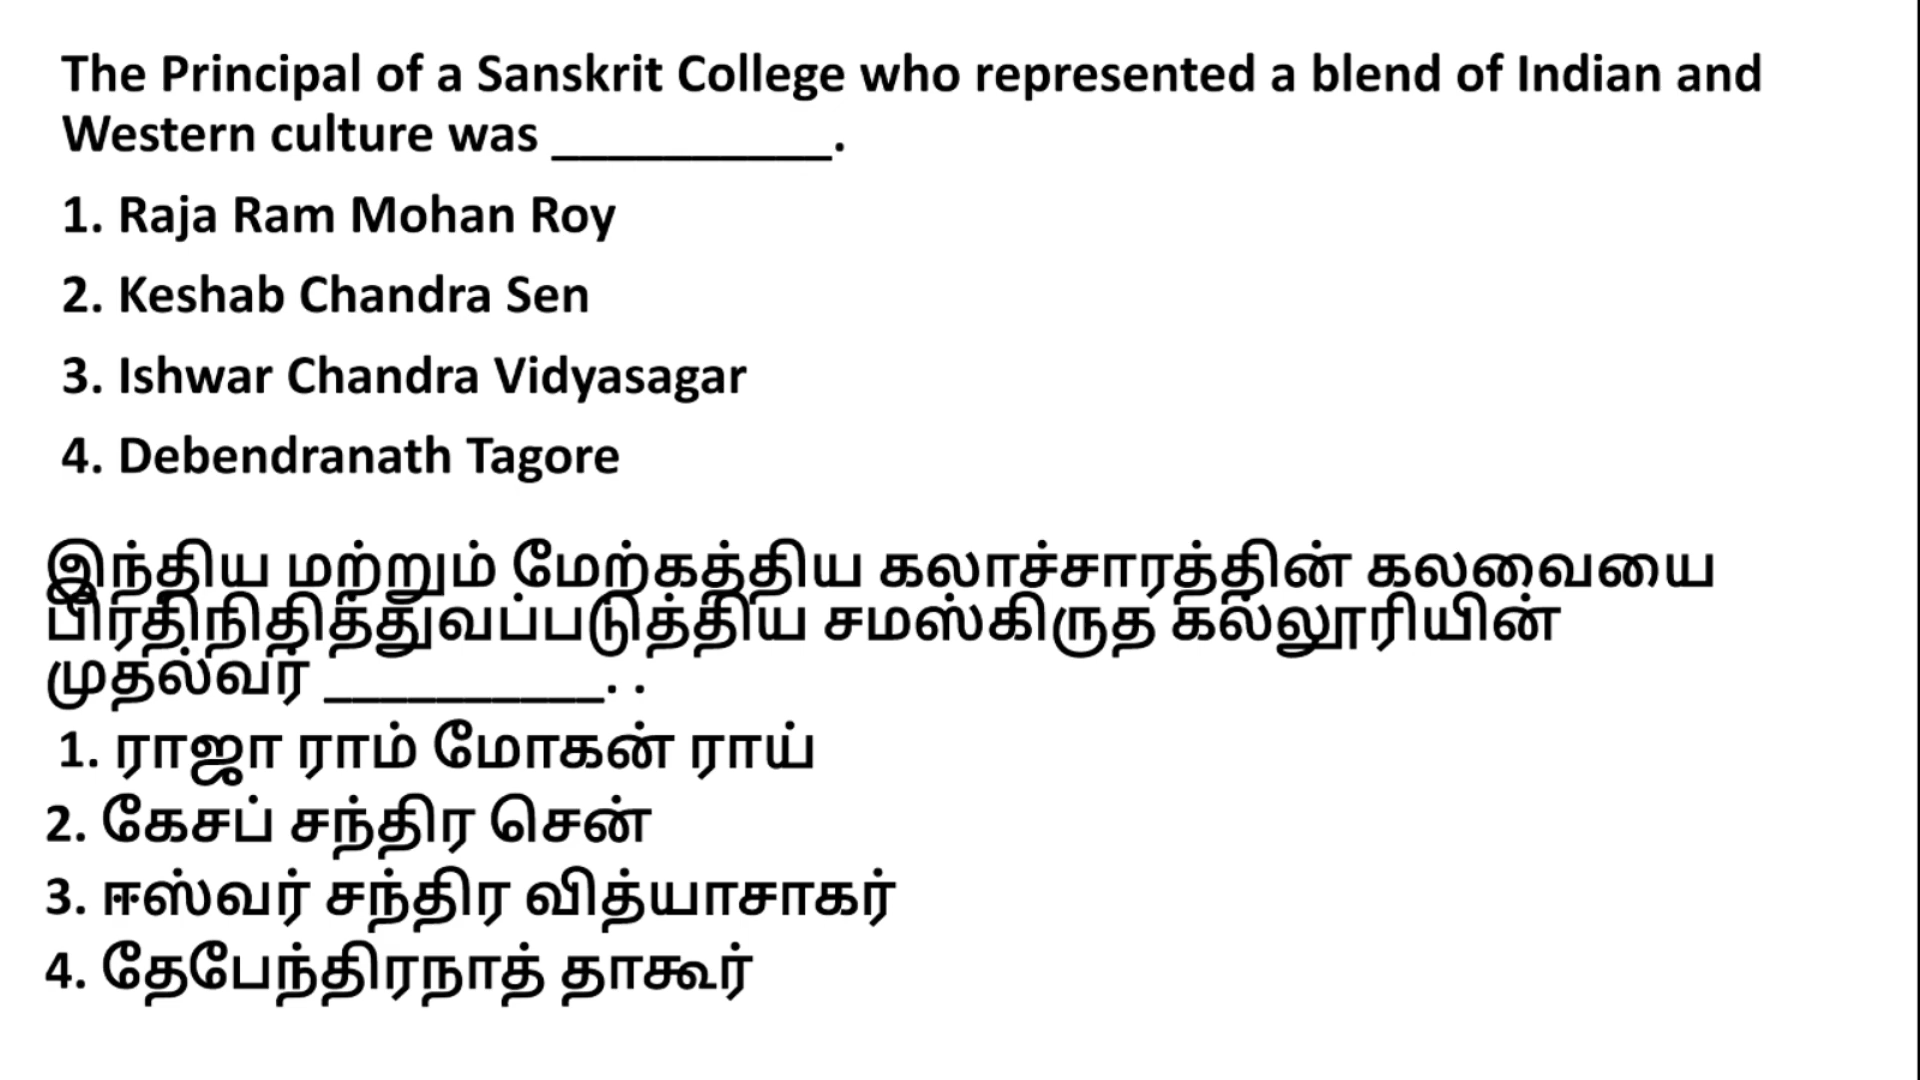 The Principal of a Sanskrit College who represented a blend of Indian and
Western culture was __________.
1. Raja Ram Mohan Roy
2. Keshab Chandra Sen
3. Ishwar Chandra Vidyasagar
4. Debendranath Tagore
இந்திய மற்றும் மேற்கத்திய கலாச்சாரத்தின் கலவையை
பிரதிநிதித்துவப்படுத்திய சமஸ்கிருத கல்லூரியின்
முதல்வர் __________. .
1. ராஜா ராம் மோகன் ராய்
2. கேசப் சந்திர சென்
3. ஈஸ்வர் சந்திர வித்யாசாகர்
4. தேபேந்திரநாத் தாகூர்